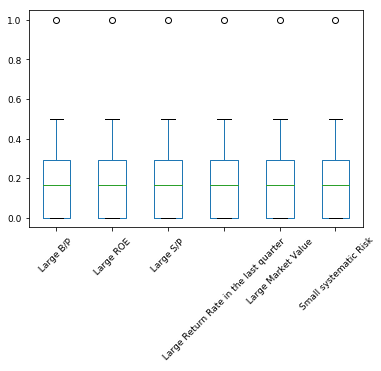 1.0
0.8
0.6
0.4
0.2
0.0
Large B/P
Large ROE
Large S/P
Large Return Rate in the last quarter
Large Market Value
Small systematic Risk